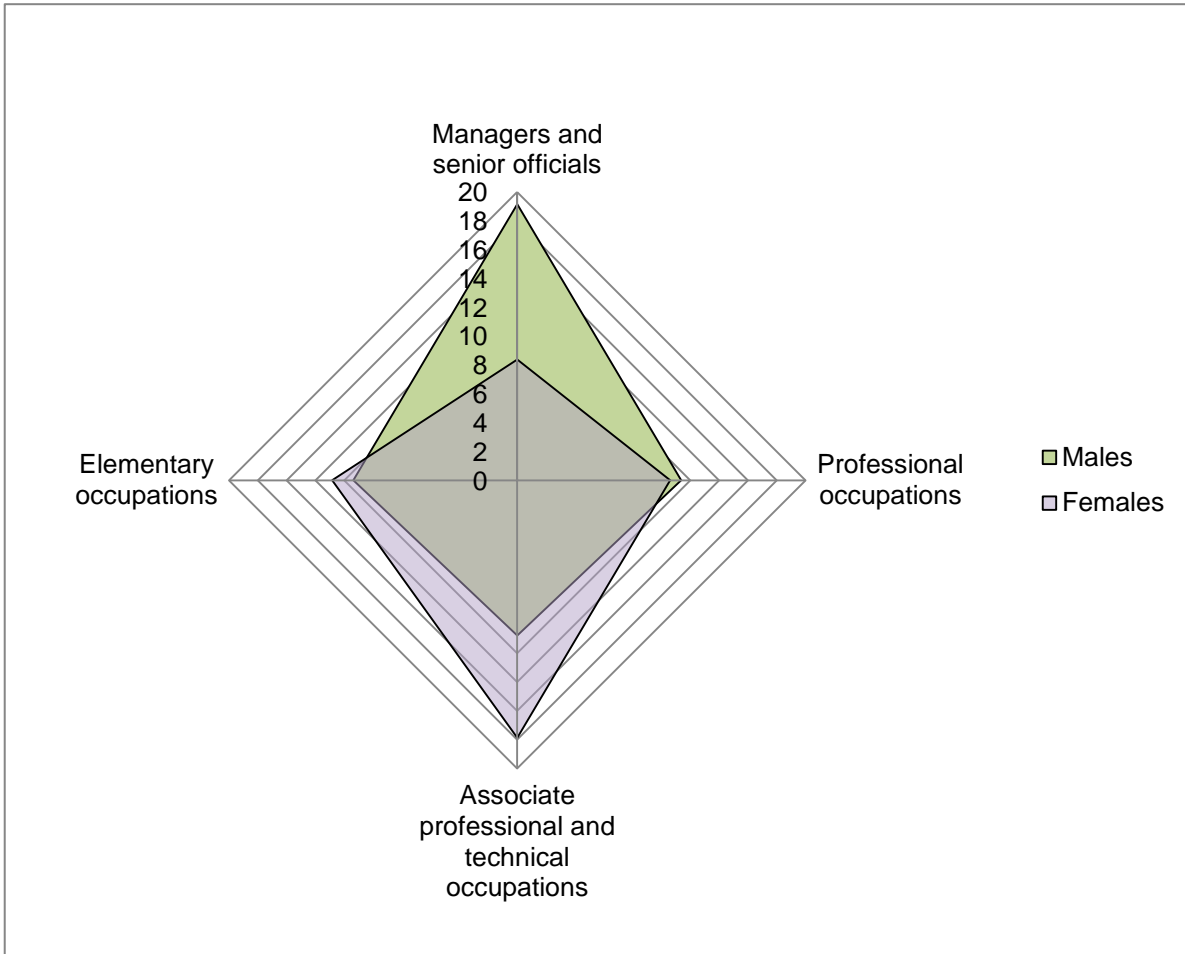 Managers and
senior officials
20
18
16
14
12
10
8
6
4
2
0
Elementary
occupations
Professional
occupations
Males
Females
Associate
professional and
technical
occupations